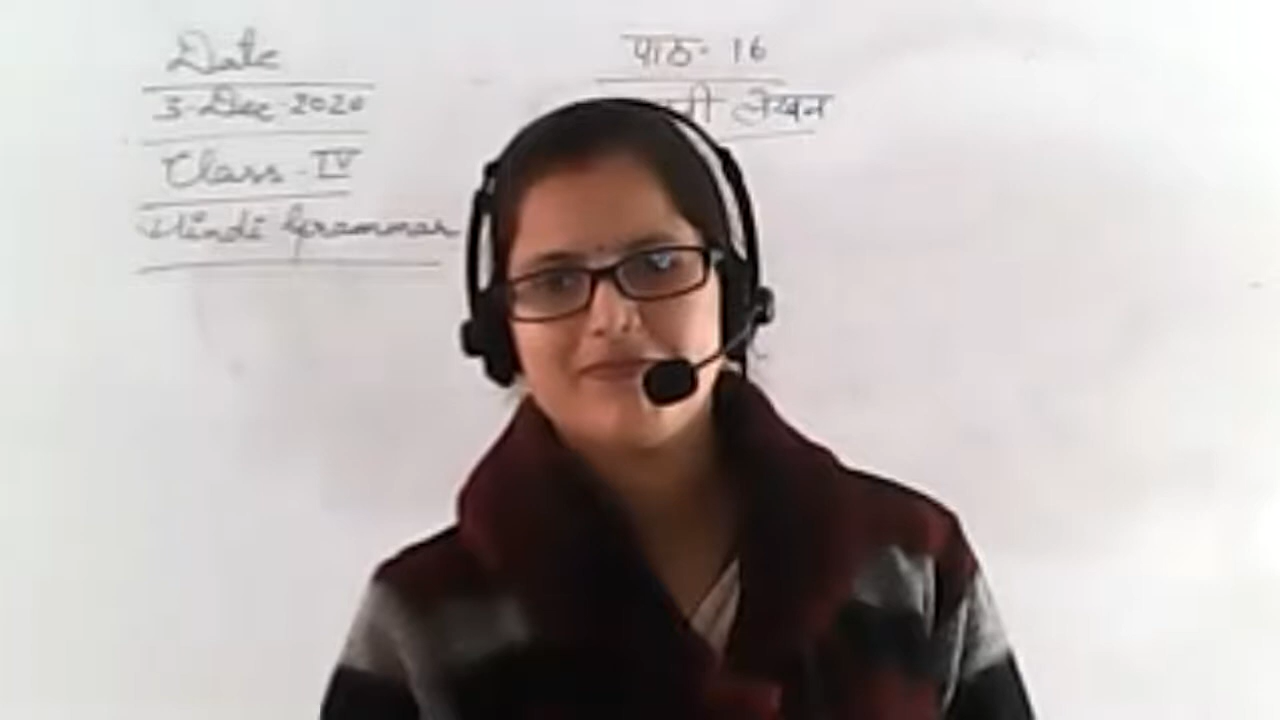 Date
3-Dec-2020
Class-IV
Hindi Grammar
पाठ- 16
लेखन